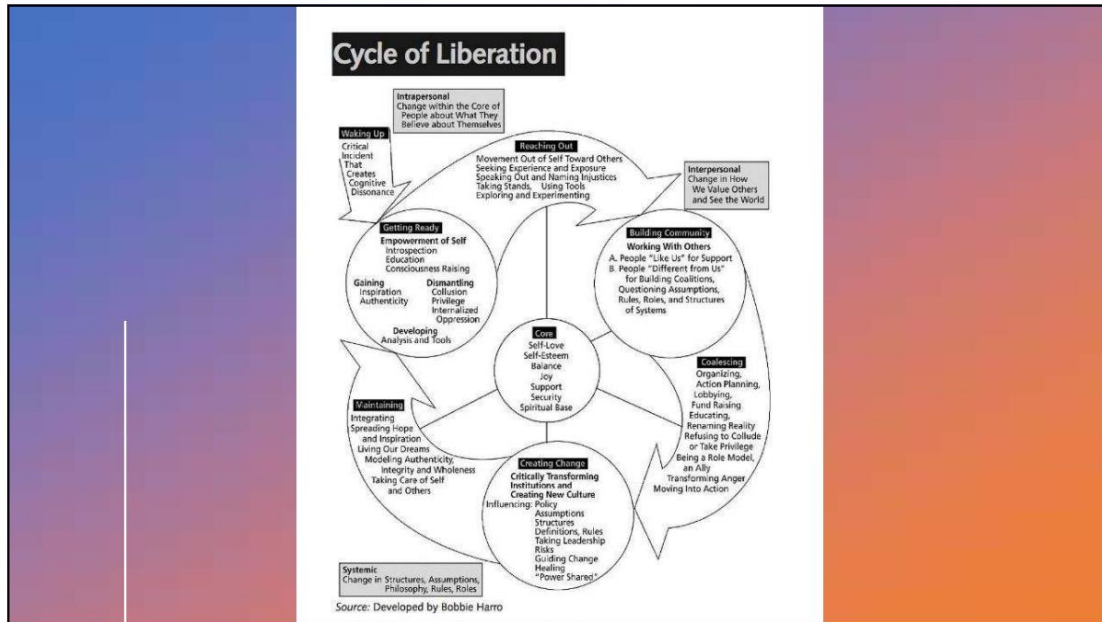 Cycle of Liberation
Intrapersonal
Change within the Core of
People about What They
Believe about Themselves
Waking Up
Critical
Incident
That
Creates
Cognitive
Dissonance
Reaching Out
Movement Out of Self Toward Others
Seeking Experience and Exposure
Speaking Out and Naming Injustices
Taking Stands, Using Tools
Exploring and Experimenting
Interpersonal
Change in How
We Value Others
and See the World
Getting Ready
Empowerment of Self
Introspection
Education
Consciousness Raising
Gaining
Inspiration
Authenticity
Dismantling
Collusion
Privilege
Internalized
Oppression
Developing
Analysis and Tools
Building Community
Working With Others
A. People “Like Us” for Support
B. People “Different from Us”
for Building Coalitions,
Questioning Assumptions,
Rules, Roles, and Structures
of Systems
Core
Self-Love
Self-Esteem
Balance
Joy
Support
Security
Spiritual Base
Coalescing
Organizing,
Action Planning,
Lobbying,
Fund Raising
Educating,
Renaming Reality
Refusing to Collude
or Take Privilege
Being a Role Model,
an Ally
Transforming Anger
Moving Into Action
Maintaining
Integrating
Spreading Hope
and Inspiration
Living Our Dreams
Modeling Authenticity,
Integrity and Wholeness
Taking Care of Self
and Others
Creating Change
Critically Transforming
Institutions and
Creating New Culture
Influencing: Policy
Assumptions
Structures
Definitions, Rules
Taking Leadership
Risks
Guiding Change
Healing
“Power Shared”
Systemic
Change in Structures, Assumptions,
Philosophy, Rules, Roles
Source: Developed by Bobbie Harro